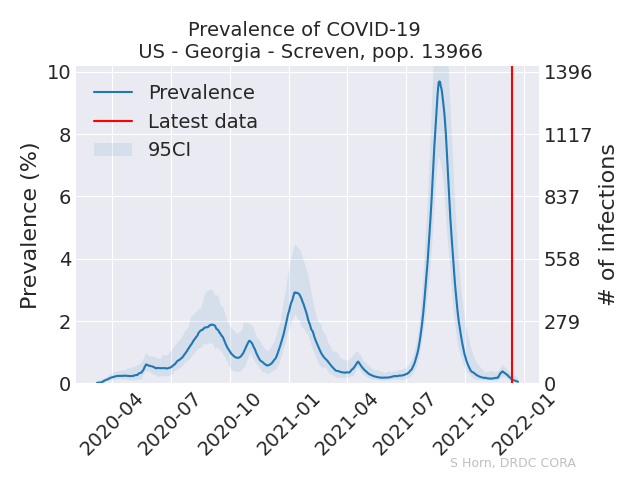 Prevalence of COVID-19
US - Georgia - Screven, pop. 13966
Prevalence
Latest data
95CI
Prevalence (%)
10
8
6
4
2
0
1396
1117
837
558
279
0
# of infections
2020-04
2020-07
2020-10
2021-01
2021-04
2021-07
2021-10
2022-01
S Horn, DRDC CORA